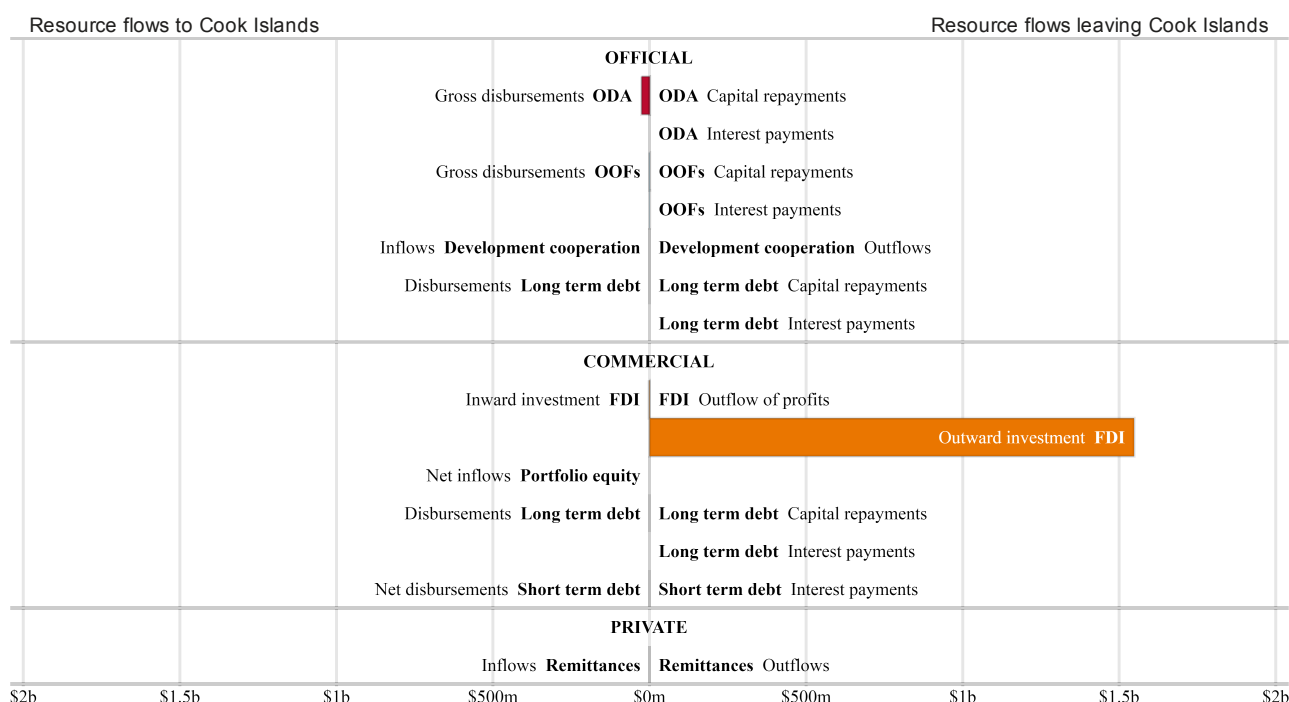 Resource flows to Cook Islands Resource flows leaving Cook Islands
OFFICIAL
Gross disbursements ODA ODA Capital repayments
ODA Interest payments
Gross disbursements OOFs OOFs Capital repayments
OOFs Interest payments
Inflows Development cooperation Development cooperation Outflows
Disbursements Long term debt Long term debt Capital repayments
Long term debt Interest payments
COMMERCIAL
Inward investment FDI FDI Outflow of profits
Outward investment FDI
Net inflows Portfolio equity
Disbursements Long term debt Long term debt Capital repayments
Long term debt Interest payments
Net disbursements Short term debt Short term debt Interest payments
PRIVATE
Inflows Remittances Remittances Outflows
$2b $1.5b $1b $500m $0m $500m $1b $1.5b $2b